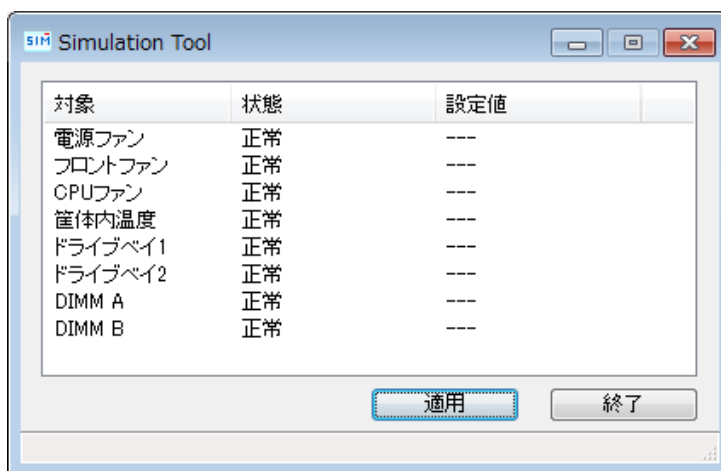 SIM Simulation Tool
対象 状態 設定値
電源ファン 正常 ---
フロントファン 正常 ---
CPUファン 正常 ---
筐体内温度 正常 ---
ドライブベイ1 正常 ---
ドライブベイ2 正常 ---
DIMM A 正常 ---
DIMM B 正常 ---
適用 終了